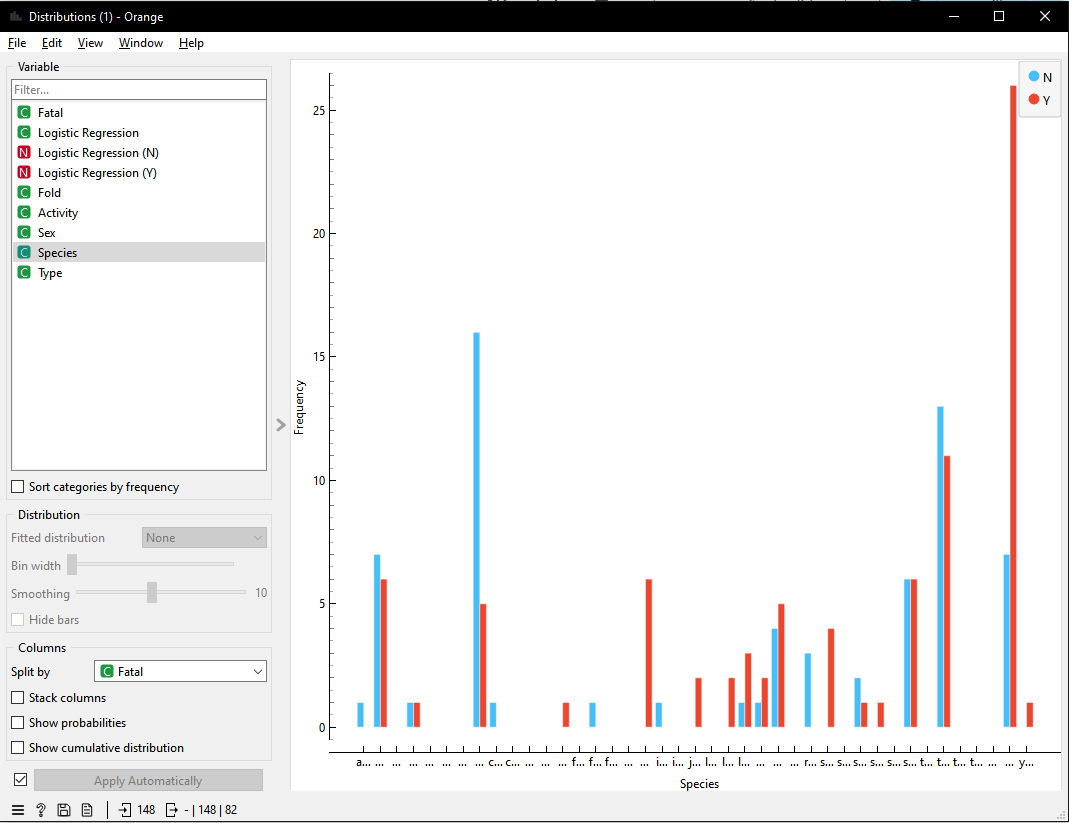 Distributions (1) - Orange
File Edit View Window Help
Variable
Filter...
C Fatal
C Logistic Regression
N Logistic Regression (N)
N Logistic Regression (Y)
C Fold
C Activity
C Sex
C Species
C Type
Sort categories by frequency
Distribution
Fitted distribution None
Bin width
Smoothing 10
Hide bars
Columns
Split by C Fatal
Stack columns
Show probabilities
Show cumulative distribution
Apply Automatically
? 148 - | 148 | 82
N
Y
25
20
15
10
5
0
Frequency
a... ... ... ... ... ... ... ... c... c... ... ... ... f... f... f... ... ... i... i... j... l... l... l... ... ... ... r... s... s... s... s... s... s... t... t... t... t... ... ... y...
Species